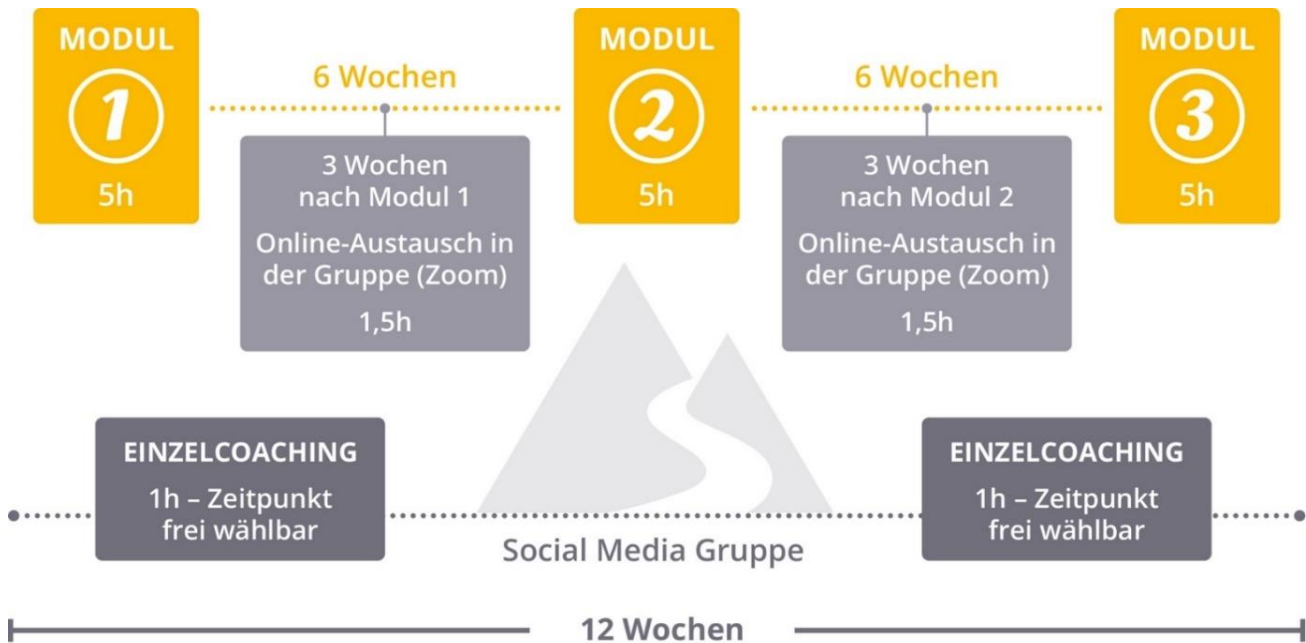 MODUL
1
5h
6 Wochen
3 Wochen
nach Modul 1
Online-Austausch in
der Gruppe (Zoom)
1,5h
MODUL
2
5h
6 Wochen
3 Wochen
nach Modul 2
Online-Austausch in
der Gruppe (Zoom)
1,5h
MODUL
3
5h
EINZELCOACHING
1h – Zeitpunkt
frei wählbar
Social Media Gruppe
EINZELCOACHING
1h – Zeitpunkt
frei wählbar
12 Wochen